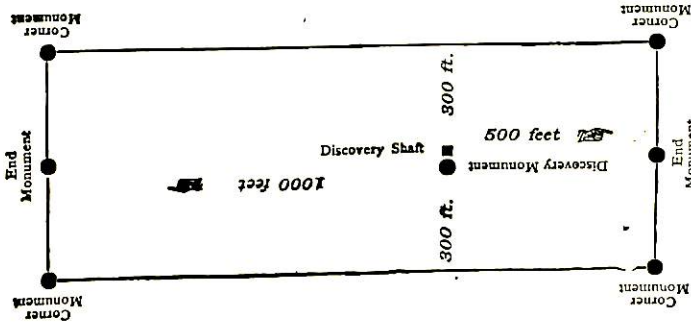 Corner
Monument
Corner
Monument
300 ft.
500 feet
End
Monument
Discovery Shaft
Discovery Monument
End
Monument
1000 feet
300 ft.
Corner
Monument
Corner
Monument